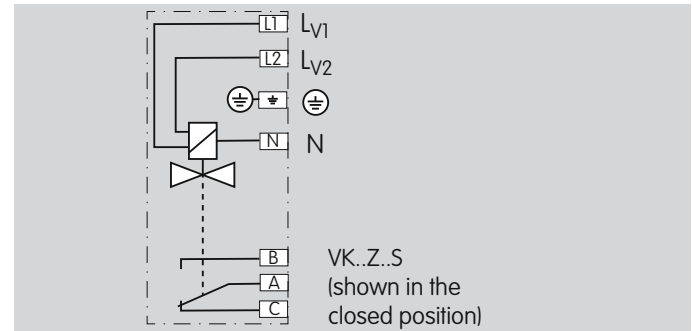 L1 LV1
L2 LV2
N N
B VK..Z..S
A (shown in the
C closed position)